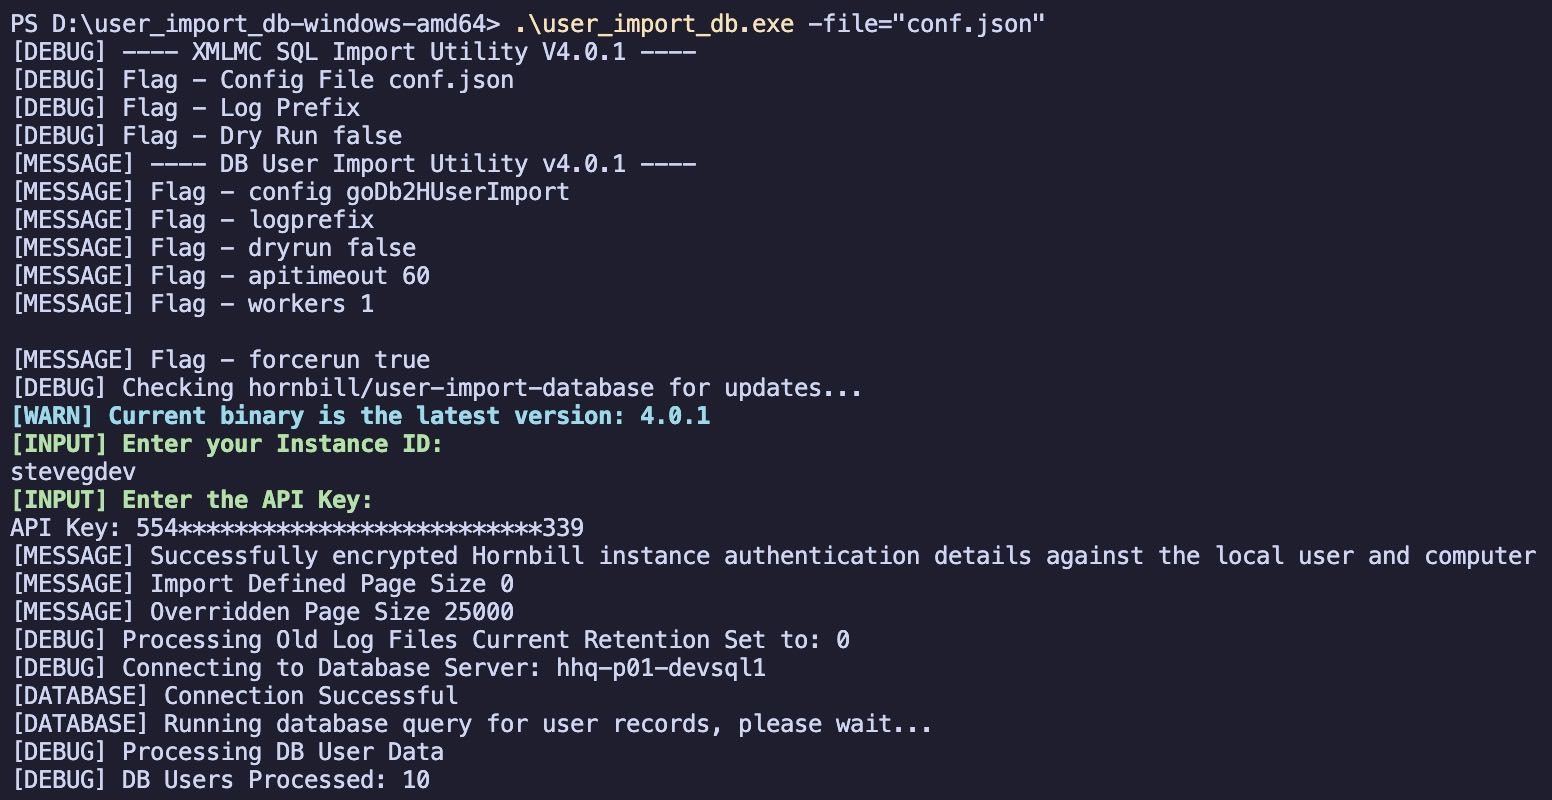 PS D:\user_import_db-windows-amd64> .\user_import_db.exe -file="conf.json"
[DEBUG] ---- XMLMC SQL Import Utility V4.0.1 ----
[DEBUG] Flag - Config File conf.json
[DEBUG] Flag - Log Prefix
[DEBUG] Flag - Dry Run false
[MESSAGE] ---- DB User Import Utility v4.0.1 ----
[MESSAGE] Flag - config goDb2HUserImport
[MESSAGE] Flag - logprefix
[MESSAGE] Flag - dryrun false
[MESSAGE] Flag - apitimeout 60
[MESSAGE] Flag - workers 1
[MESSAGE] Flag - forcerun true
[DEBUG] Checking hornbill/user-import-database for updates...
[WARN] Current binary is the latest version: 4.0.1
[INPUT] Enter your Instance ID:
stevegdev
[INPUT] Enter the API Key:
API Key: 554**************************339
[MESSAGE] Successfully encrypted Hornbill instance authentication details against the local user and computer
[MESSAGE] Import Defined Page Size 0
[MESSAGE] Overridden Page Size 25000
[DEBUG] Processing Old Log Files Current Retention Set to: 0
[DEBUG] Connecting to Database Server: hhq-p01-devsql1
[DATABASE] Connection Successful
[DATABASE] Running database query for user records, please wait...
[DEBUG] Processing DB User Data
[DEBUG] DB Users Processed: 10